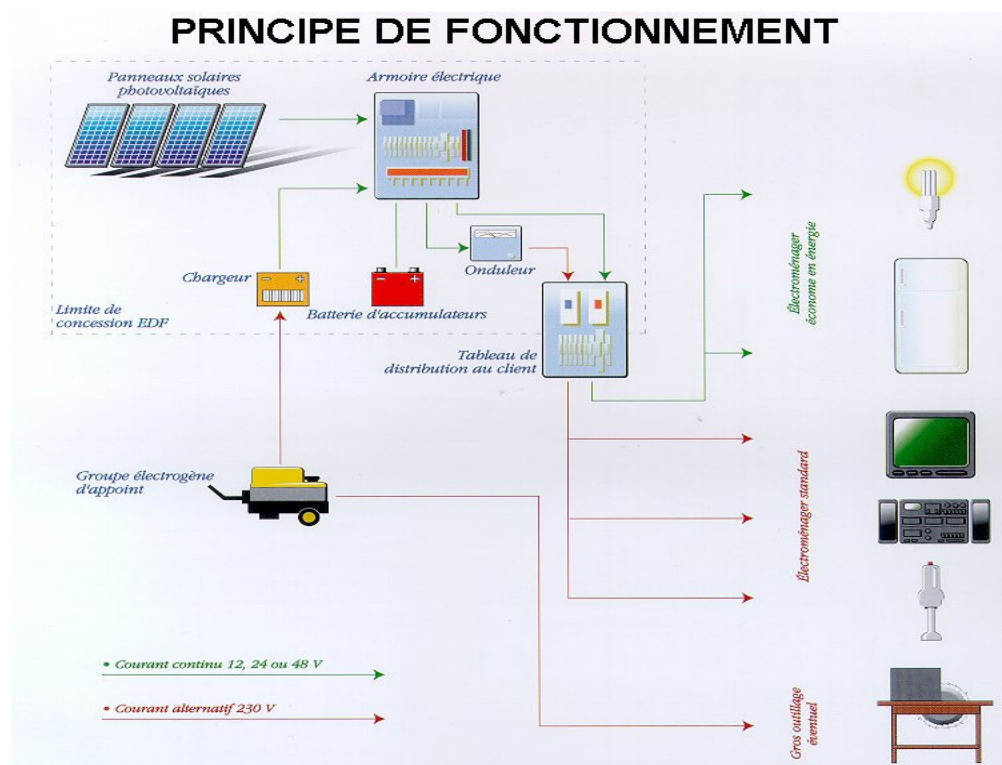 PRINCIPE DE FONCTIONNEMENT
Panneaux solaires
photovoltaïques
Armoire électrique
Chargeur
Onduleur
Batterie d'accumulateurs
Limite de
concession EDF
Tableau de
distribution au client
Électroménager
économe en énergie
Groupe électrogène
d'appoint
Électroménager standard
• Courant continu 12, 24 ou 48 V
• Courant alternatif 230 V
Gros outillage
éventuel